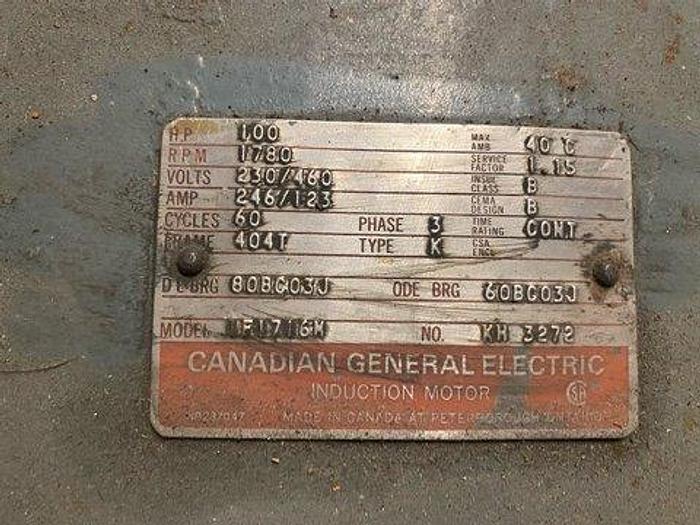 H.P 100 MAX AMB 40 C
RPM 1780 SERVICE FACTOR 1.15
VOLTS 230/460 INSUL CLASS B
AMP 246/123 CEMA DESIGN B
CYCLES 60 PHASE 3 TIME RATING CONT
FRAME 404T TYPE K CSA ENCL
D E BRG 80BC03J ODE BRG 60BC03J
MODEL NO. KH 3272
CANADIAN GENERAL ELECTRIC
INDUCTION MOTOR
MADE IN CANADA AT PETERBOROUGH ONTARIO